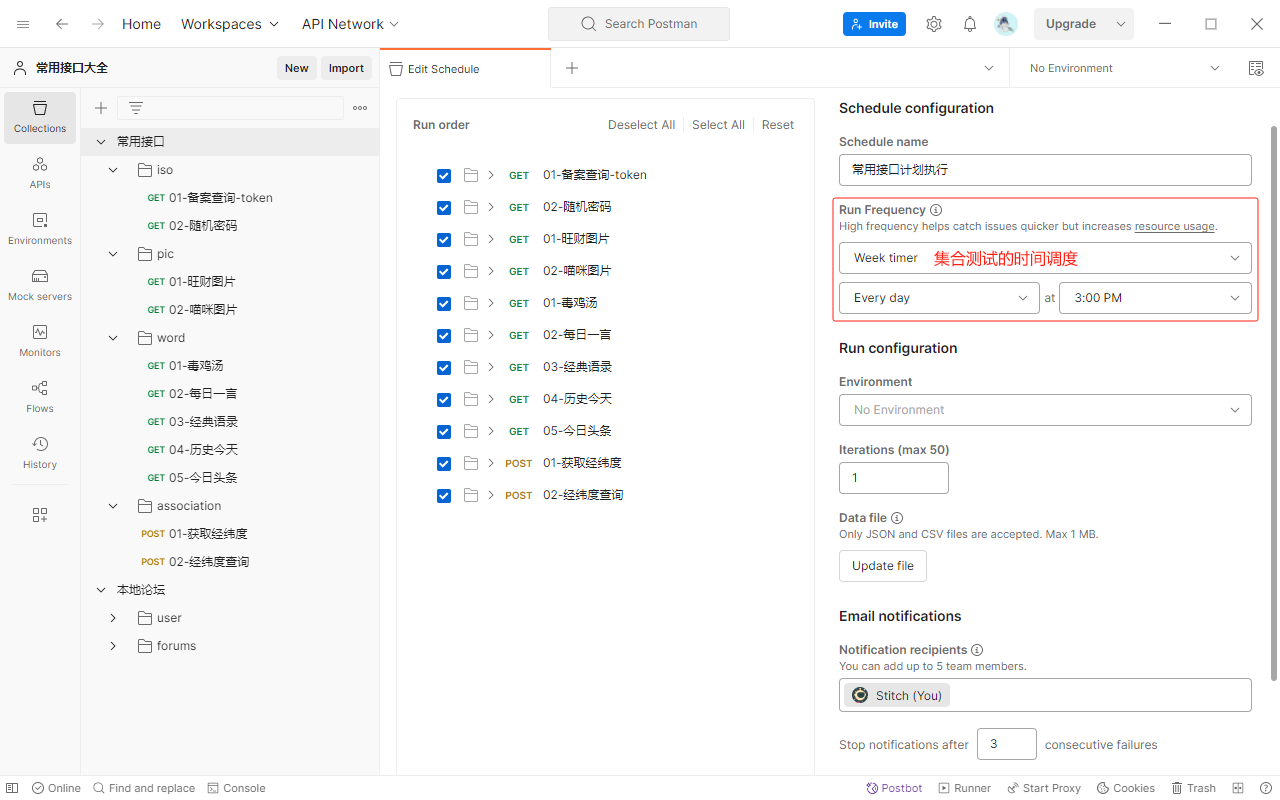 Home
Workspaces
API Network
Search Postman
Invite
Upgrade
常用接口大全
New
Import
Edit Schedule
No Environment
Collections
APIs
Environments
Mock servers
Monitors
Flows
History
常用接口
iso
GET 01-备案查询-token
GET 02-随机密码
pic
GET 01-旺财图片
GET 02-喵咪图片
word
GET 01-毒鸡汤
GET 02-每日一言
GET 03-经典语录
GET 04-历史今天
GET 05-今日头条
association
POST 01-获取经纬度
POST 02-经纬度查询
本地论坛
user
forums
Run order
Deselect All
Select All
Reset
GET 01-备案查询-token
GET 02-随机密码
GET 01-旺财图片
GET 02-喵咪图片
GET 01-毒鸡汤
GET 02-每日一言
GET 03-经典语录
GET 04-历史今天
GET 05-今日头条
POST 01-获取经纬度
POST 02-经纬度查询
Schedule configuration
Schedule name
常用接口计划执行
Run Frequency
High frequency helps catch issues quicker but increases resource usage.
Week timer 集合测试的时间调度
Every day at 3:00 PM
Run configuration
Environment
No Environment
Iterations (max 50)
1
Data file
Only JSON and CSV files are accepted. Max 1 MB.
Update file
Email notifications
Notification recipients
You can add up to 5 team members.
Stitch (You)
Stop notifications after 3 consecutive failures
Online
Find and replace
Console
Postbot
Runner
Start Proxy
Cookies
Trash